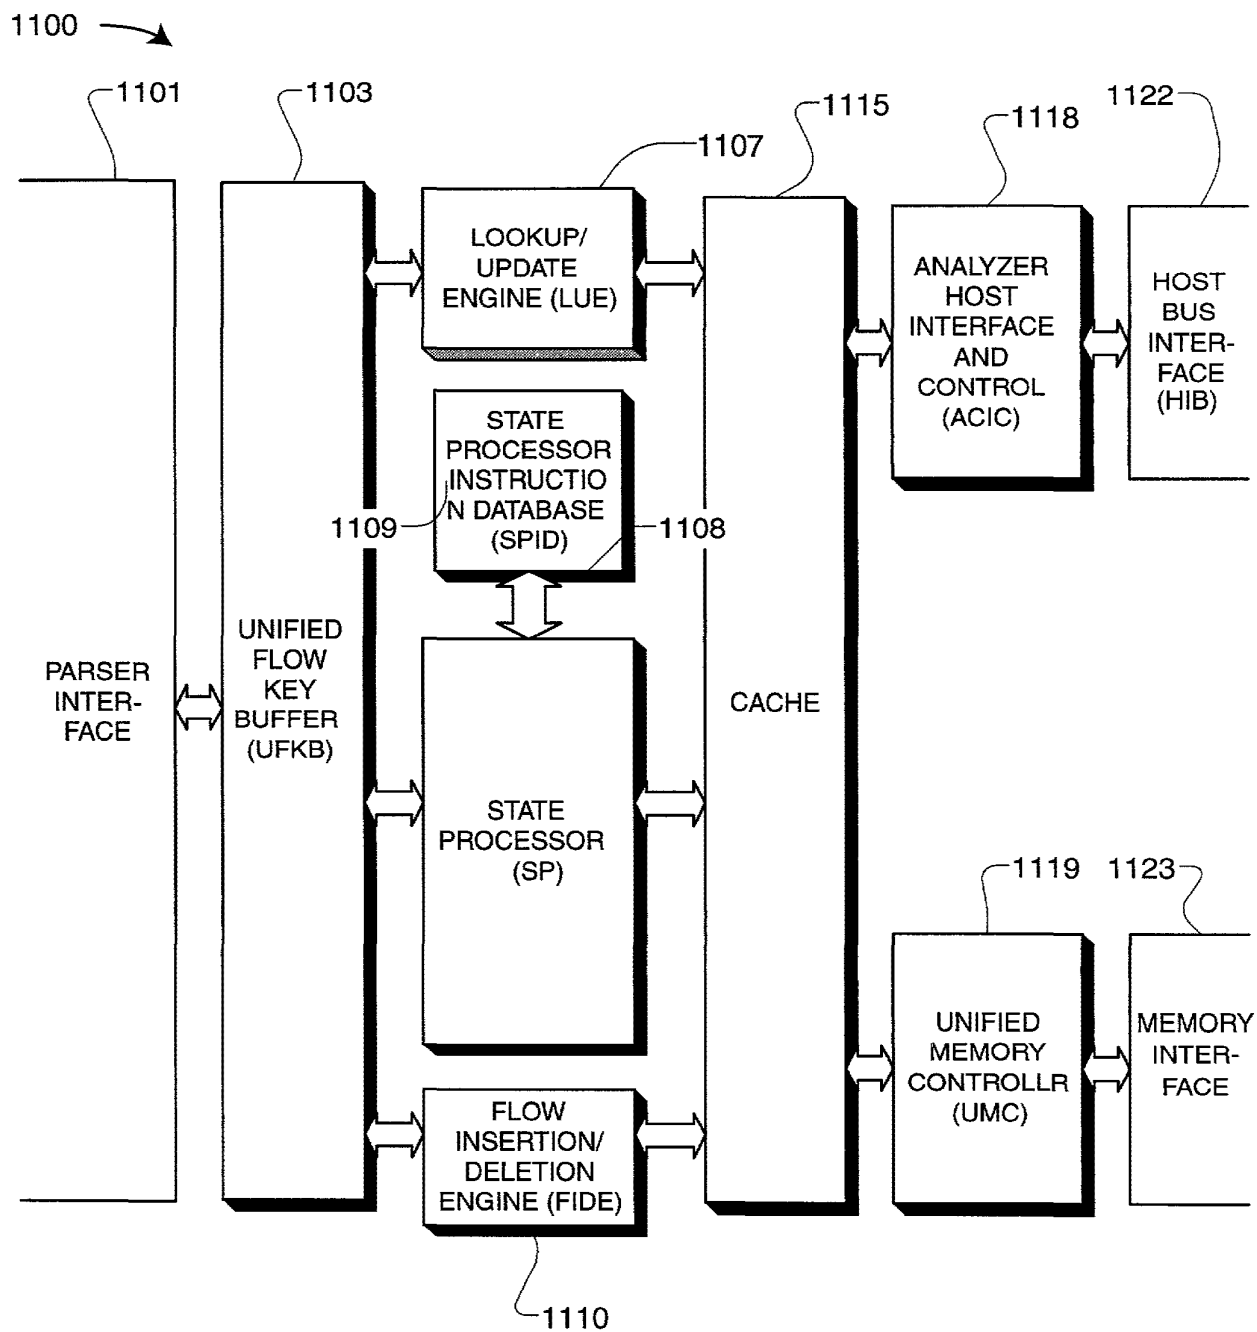 1100
1101
1103
1107
1115
1118
1122
LOOKUP/
UPDATE
ENGINE (LUE)
ANALYZER
HOST
INTERFACE
AND
CONTROL
(ACIC)
HOST
BUS
INTER-
FACE
(HIB)
STATE
PROCESSOR
INSTRUCTIO
N DATABASE
(SPID)
1109
1108
PARSER
INTER-
FACE
UNIFIED
FLOW
KEY
BUFFER
(UFKB)
CACHE
STATE
PROCESSOR
(SP)
1119
1123
UNIFIED
MEMORY
CONTROLLR
(UMC)
MEMORY
INTER-
FACE
FLOW
INSERTION/
DELETION
ENGINE (FIDE)
1110